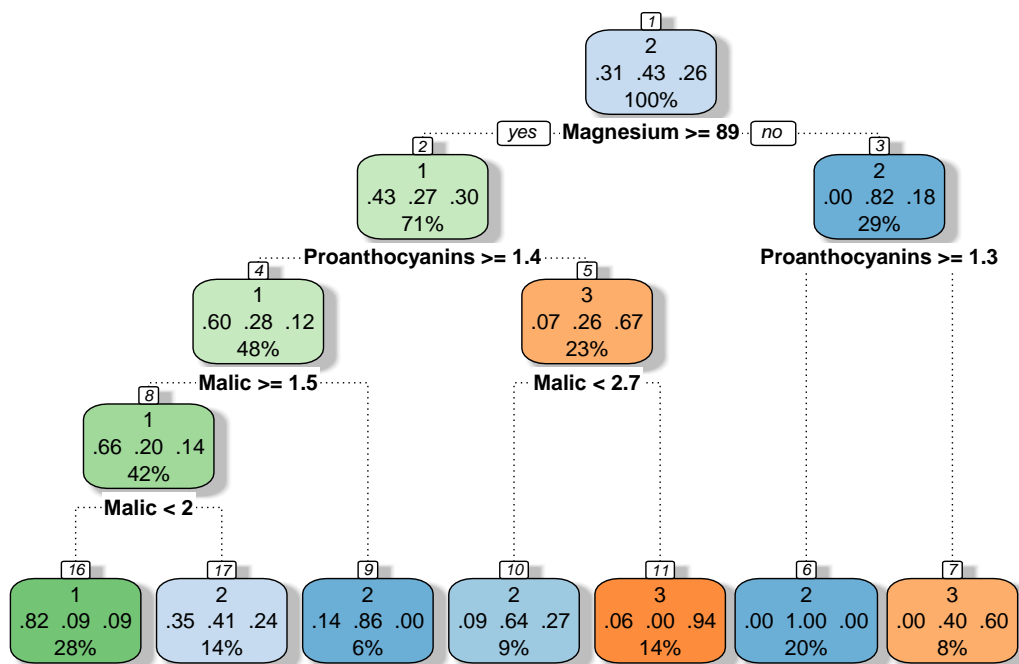 1
2
.31 .43 .26
100%
yes Magnesium >= 89 no
2
1
.43 .27 .30
71%
3
2
.00 .82 .18
29%
Proanthocyanins >= 1.4
Proanthocyanins >= 1.3
4
1
.60 .28 .12
48%
5
3
.07 .26 .67
23%
Malic >= 1.5
Malic < 2.7
8
1
.66 .20 .14
42%
Malic < 2
16
1
.82 .09 .09
28%
17
2
.35 .41 .24
14%
9
2
.14 .86 .00
6%
10
2
.09 .64 .27
9%
11
3
.06 .00 .94
14%
6
2
.00 1.00 .00
20%
7
3
.00 .40 .60
8%